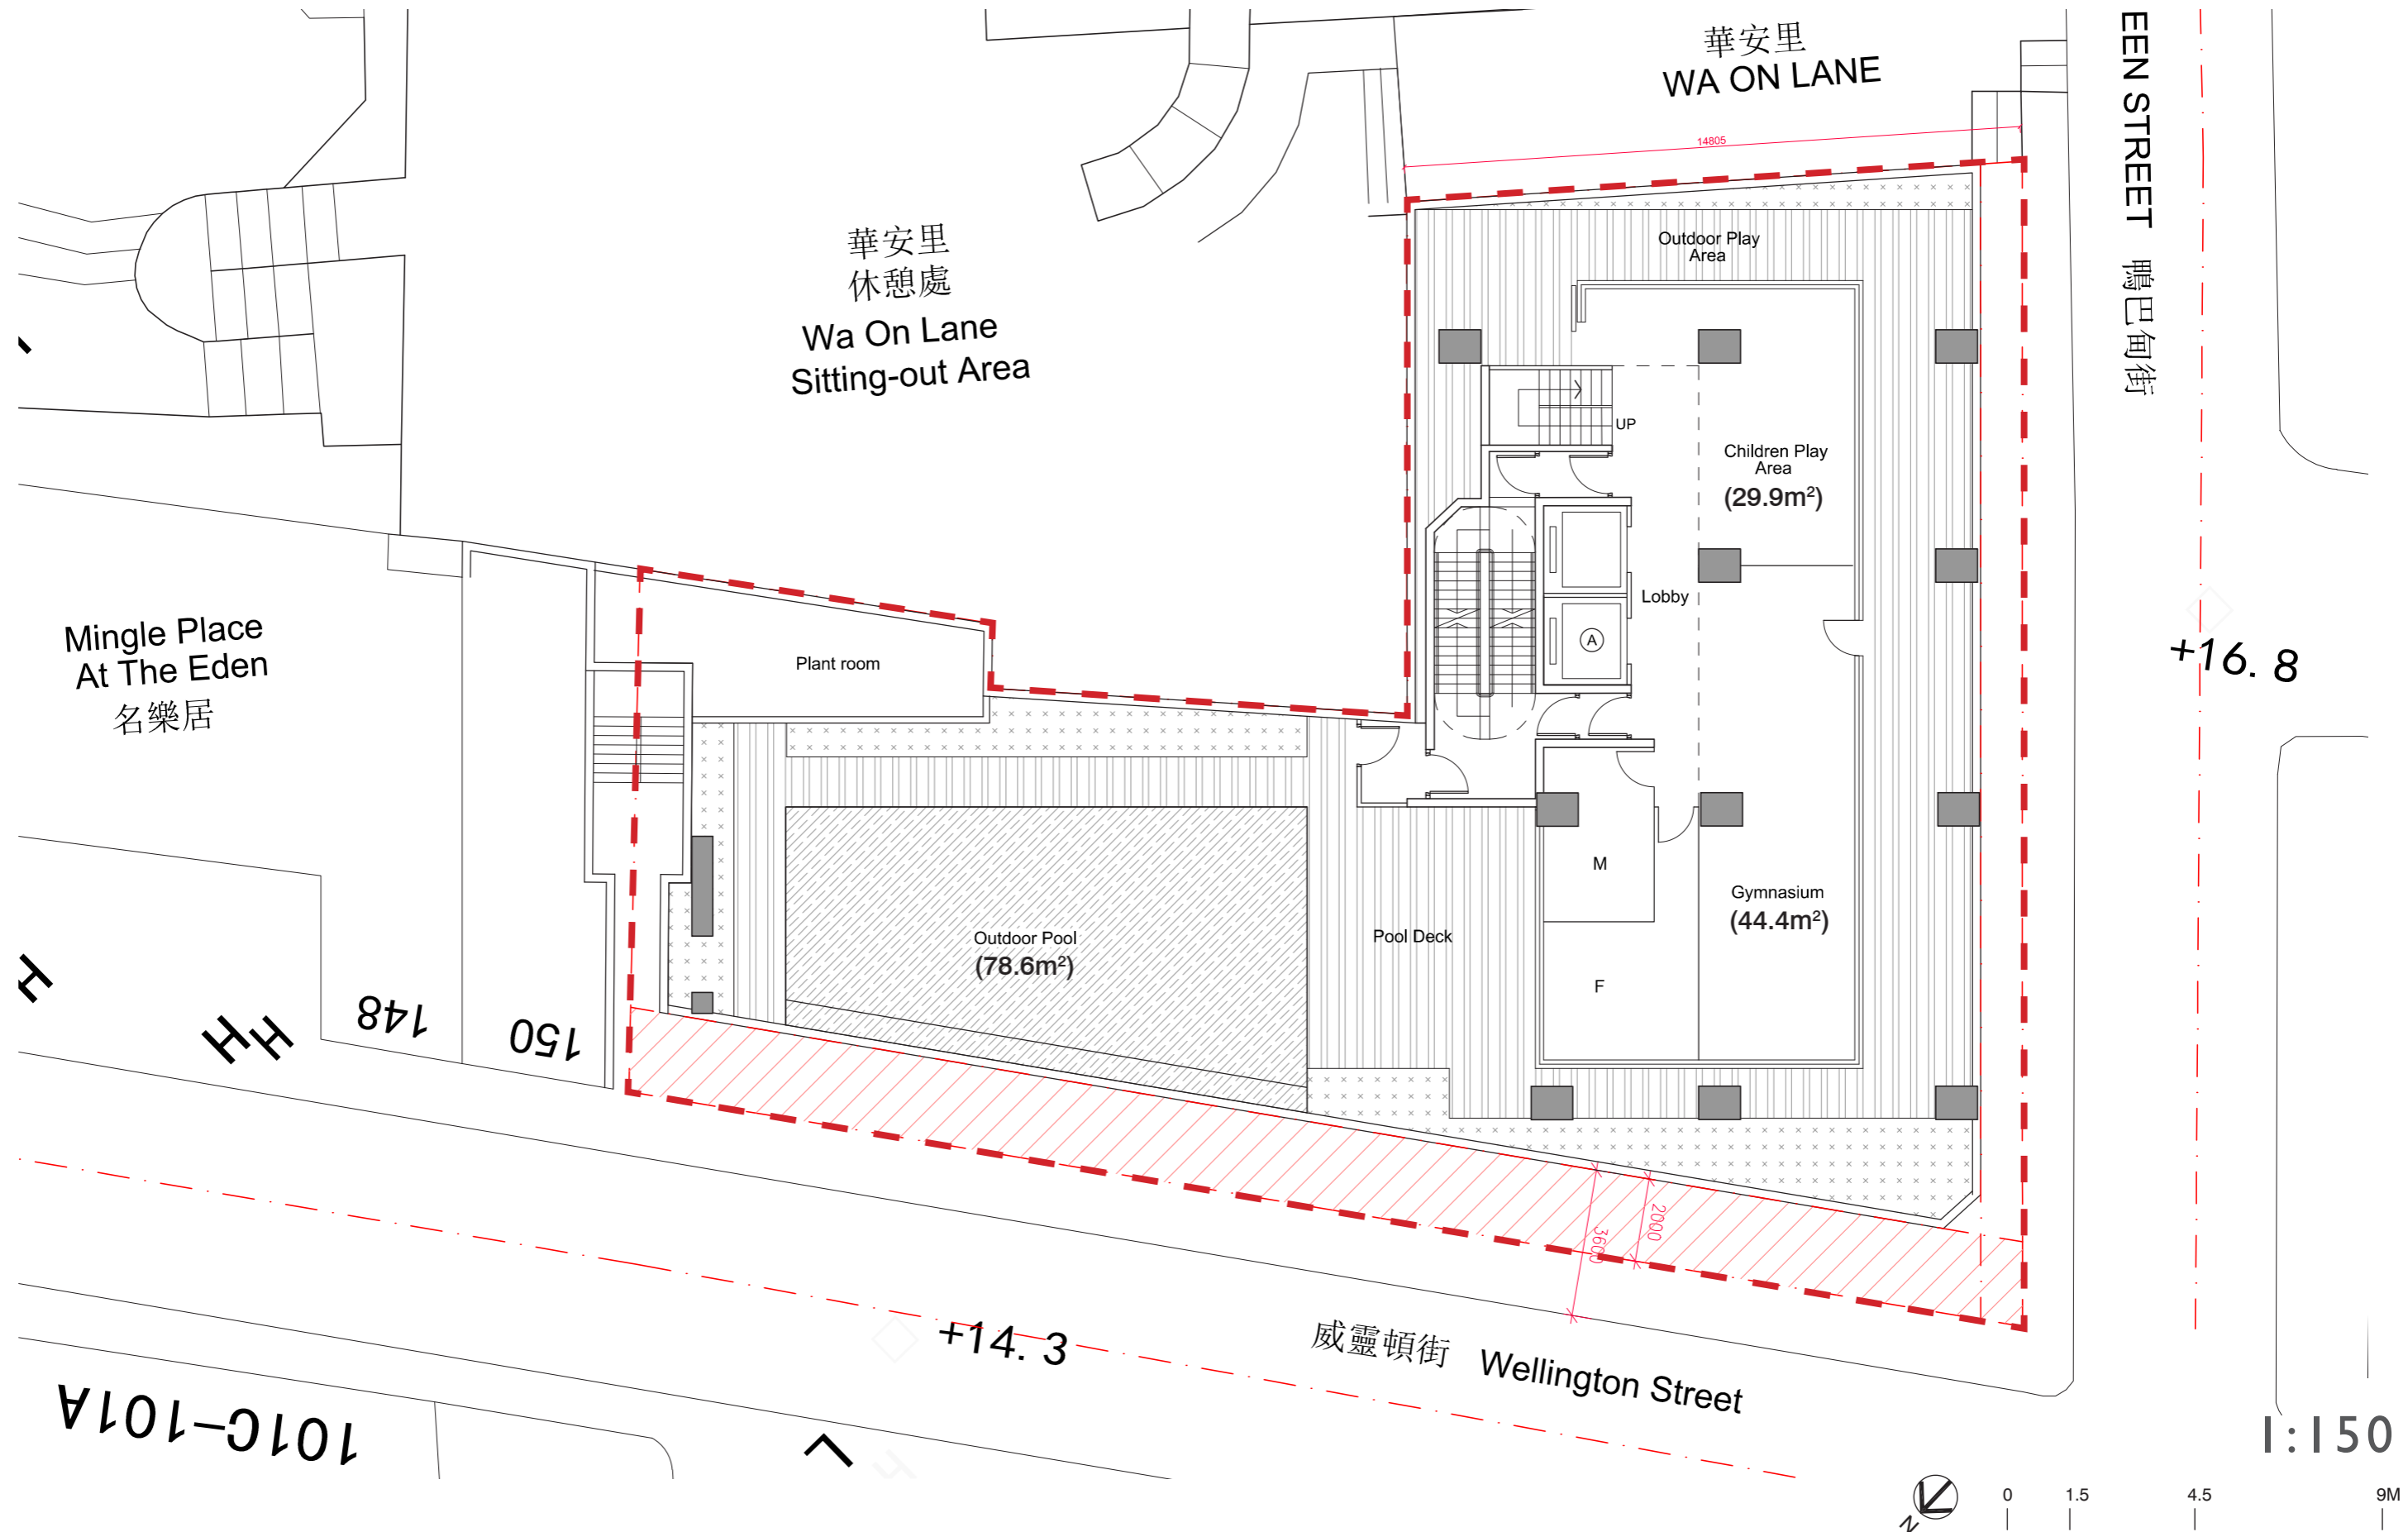 華安里
WA ON LANE
EEN STREET 鴨巴甸街
14805
華安里
休憩處
Wa On Lane
Sitting-out Area
Outdoor Play
Area
UP
Children Play
Area
(29.9m²)
Lobby
A
Mingle Place
At The Eden
名樂居
Plant room
+16. 8
M
Gymnasium
(44.4m²)
Outdoor Pool
(78.6m²)
Pool Deck
F
H
HH
148
150
2000
3600
+14. 3
威靈頓街 Wellington Street
101C-101A
1:150
N
0 1.5 4.5 9M